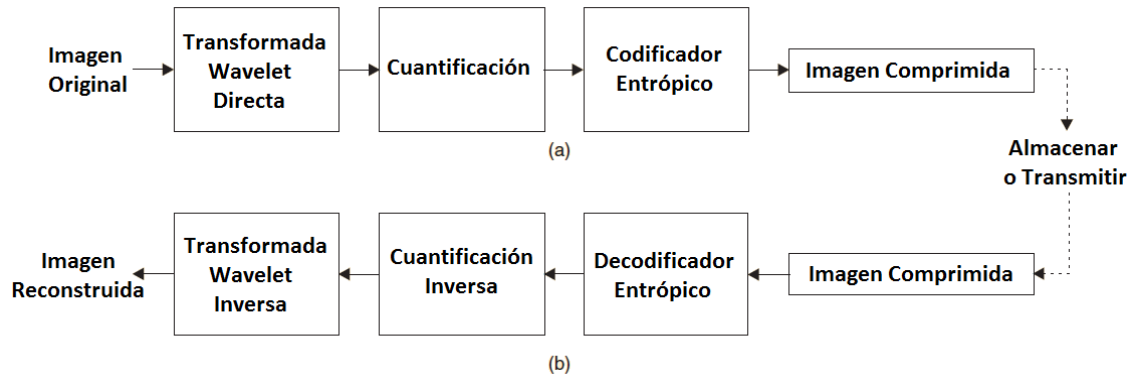 Imagen
Original
Transformada
Wavelet
Directa
Cuantificación
Codificador
Entrópico
Imagen Comprimida
(a)
Almacenar
o Transmitir
Imagen
Reconstruida
Transformada
Wavelet
Inversa
Cuantificación
Inversa
Decodificador
Entrópico
Imagen Comprimida
(b)